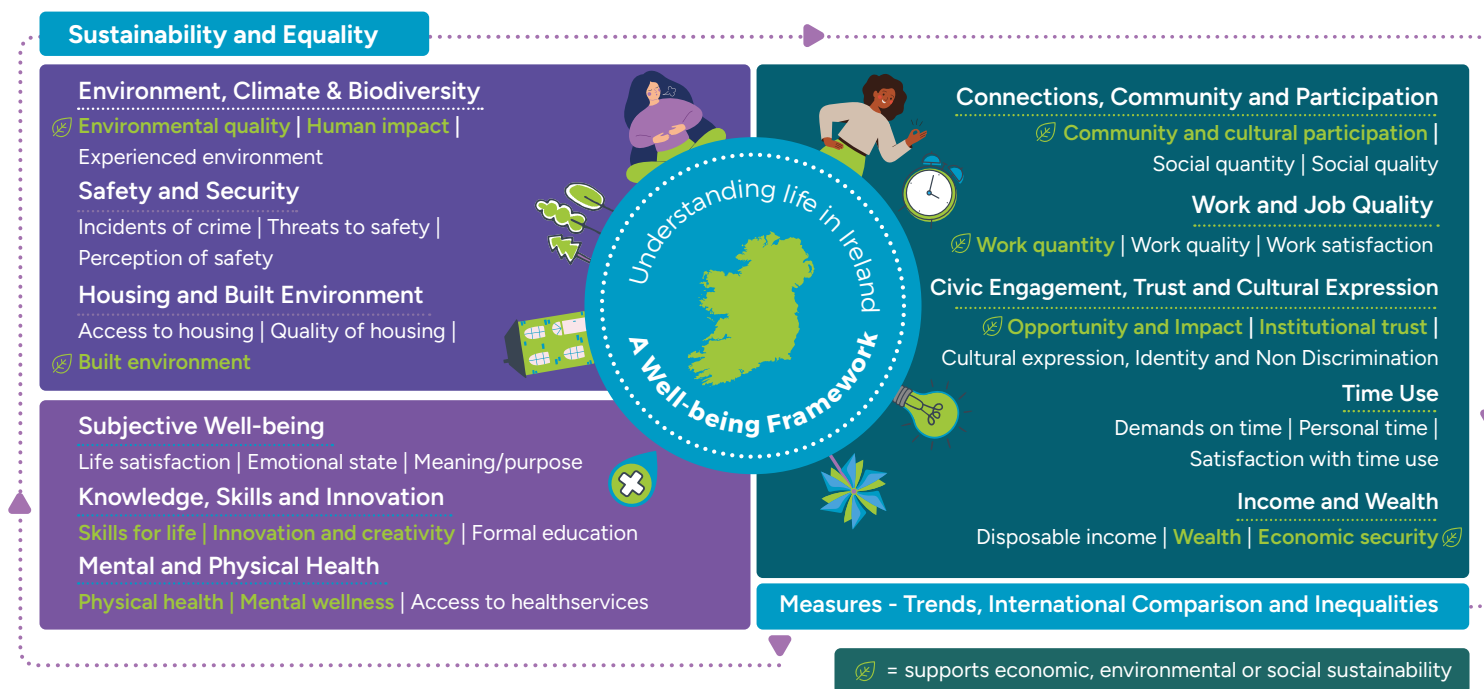 Sustainability and Equality
Environment, Climate & Biodiversity
Environmental quality | Human impact |
Experienced environment
Safety and Security
Incidents of crime | Threats to safety |
Perception of safety
Housing and Built Environment
Access to housing | Quality of housing |
Built environment
Subjective Well-being
Life satisfaction | Emotional state | Meaning/purpose
Knowledge, Skills and Innovation
Skills for life | Innovation and creativity | Formal education
Mental and Physical Health
Physical health | Mental wellness | Access to healthservices
Understanding life in Ireland
A Well-being Framework
Connections, Community and Participation
Community and cultural participation |
Social quantity | Social quality
Work and Job Quality
Work quantity | Work quality | Work satisfaction
Civic Engagement, Trust and Cultural Expression
Opportunity and Impact | Institutional trust |
Cultural expression, Identity and Non Discrimination
Time Use
Demands on time | Personal time |
Satisfaction with time use
Income and Wealth
Disposable income | Wealth | Economic security
Measures - Trends, International Comparison and Inequalities
= supports economic, environmental or social sustainability